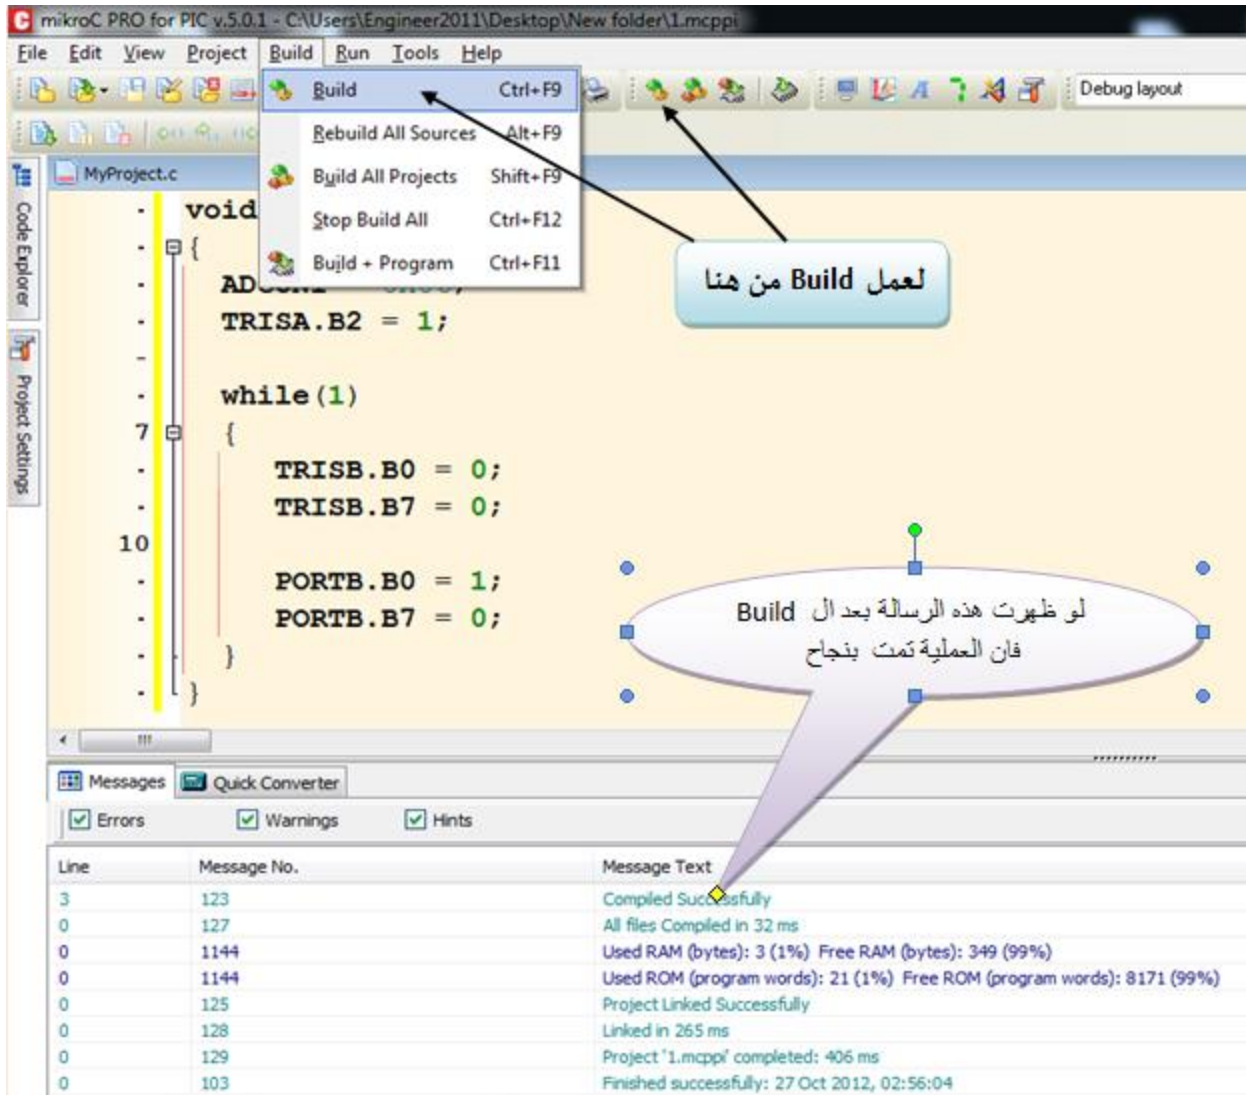 mikroC PRO for PIC v.5.0.1 - C:\Users\Engineer2011\Desktop\New folder\1.mcppi
File Edit View Project Build Run Tools Help
Build Ctrl+F9
Debug layout
Rebuild All Sources Alt+F9
Build All Projects Shift+F9
Stop Build All Ctrl+F12
Build + Program Ctrl+F11
Code Explorer
Project Settings
MyProject.c
void
{
لعمل Build من هنا
TRISA.B2 = 1;
while(1)
7 {
TRISB.B0 = 0;
TRISB.B7 = 0;
10
PORTB.B0 = 1;
PORTB.B7 = 0;
}
}
لو ظهرت هذه الرسالة بعد ال Build
فان العملية تمت بنجاح
Messages Quick Converter
Errors Warnings Hints
Line Message No. Message Text
3 123 Compiled Successfully
0 127 All files Compiled in 32 ms
0 1144 Used RAM (bytes): 3 (1%) Free RAM (bytes): 349 (99%)
0 1144 Used ROM (program words): 21 (1%) Free ROM (program words): 8171 (99%)
0 125 Project Linked Successfully
0 128 Linked in 265 ms
0 129 Project '1.mcppi' completed: 406 ms
0 103 Finished successfully: 27 Oct 2012, 02:56:04